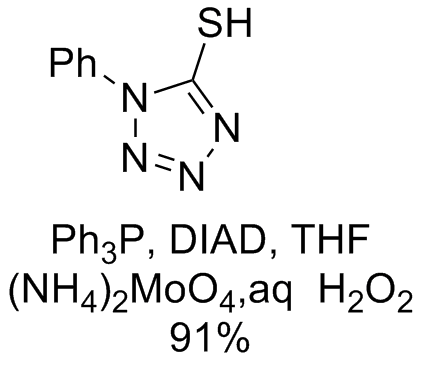 SH
Ph
N
N
N
N
Ph₃P, DIAD, THF
(NH₄)₂MoO₄,aq H₂O₂
91%